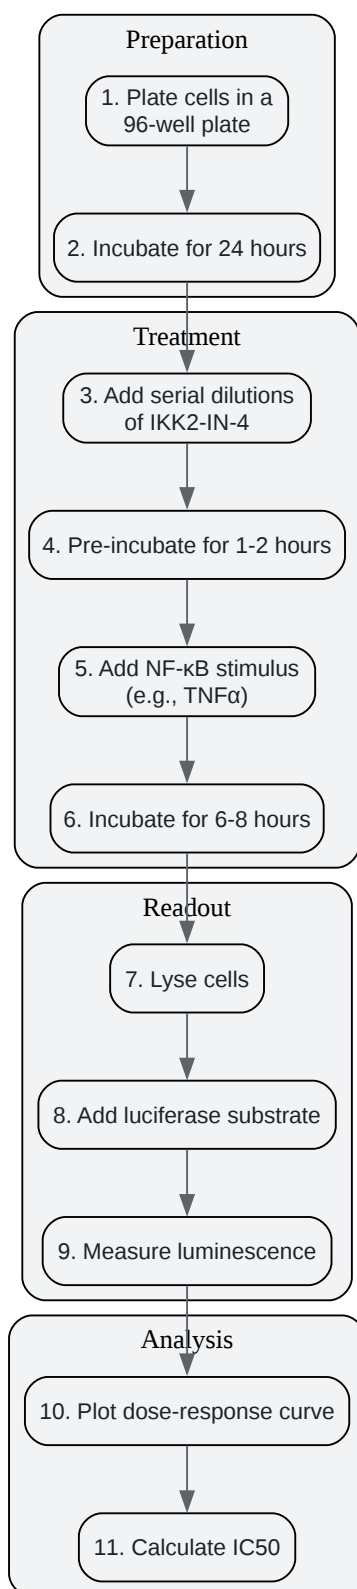 Preparation
1. Plate cells in a
96-well plate
2. Incubate for 24 hours
Treatment
3. Add serial dilutions
of IKK2-IN-4
4. Pre-incubate for 1-2 hours
5. Add NF-κB stimulus
(e.g., TNFα)
6. Incubate for 6-8 hours
Readout
7. Lyse cells
8. Add luciferase substrate
9. Measure luminescence
Analysis
10. Plot dose-response curve
11. Calculate IC50